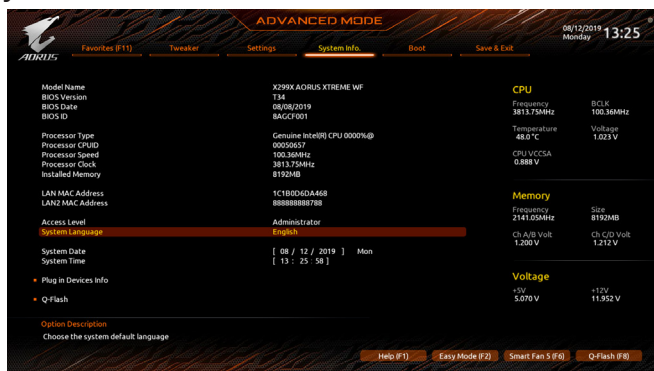 ADVANCED MODE
08/12/2019 13:25
Monday
AORUS
Favorites (F11) Tweaker Settings System Info. Boot Save & Exit
Model Name X299X AORUS XTREME WF
BIOS Version T34
BIOS Date 08/08/2019
BIOS ID 8AGCF001
Processor Type Genuine Intel(R) CPU 0000%@
Processor CPUID 00050657
Processor Speed 100.36MHz
Processor Clock 3813.75MHz
Installed Memory 8192MB
LAN MAC Address 1C1B0D6DA468
LAN2 MAC Address 888888888788
Access Level Administrator
System Language English
System Date [ 08 / 12 / 2019 ] Mon
System Time [ 13 : 25 : 58 ]
Plug in Devices Info
Q-Flash
Option Description
Choose the system default language
CPU
Frequency BCLK
3813.75MHz 100.36MHz
Temperature Voltage
48.0 °C 1.023 V
CPU VCCSA
0.888 V
Memory
Frequency Size
2141.05MHz 8192MB
Ch A/B Volt Ch C/D Volt
1.200 V 1.212 V
Voltage
+5V +12V
5.070 V 11.952 V
Help (F1) Easy Mode (F2) Smart Fan 5 (F6) Q-Flash (F8)